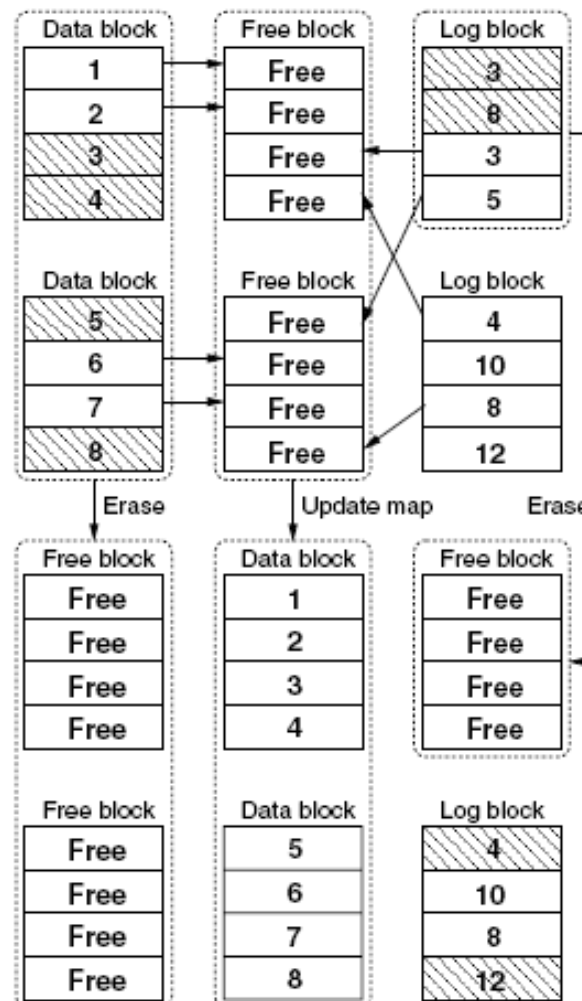 Data block Free block Log block
1 Free 3
2 Free 8
3 Free 3
4 Free 5
Data block Free block Log block
5 Free 4
6 Free 10
7 Free 8
8 Free 12
Erase Update map Erase
Free block Data block Free block
Free 1 Free
Free 2 Free
Free 3 Free
Free 4 Free
Free block Data block Log block
Free 5 4
Free 6 10
Free 7 8
Free 8 12